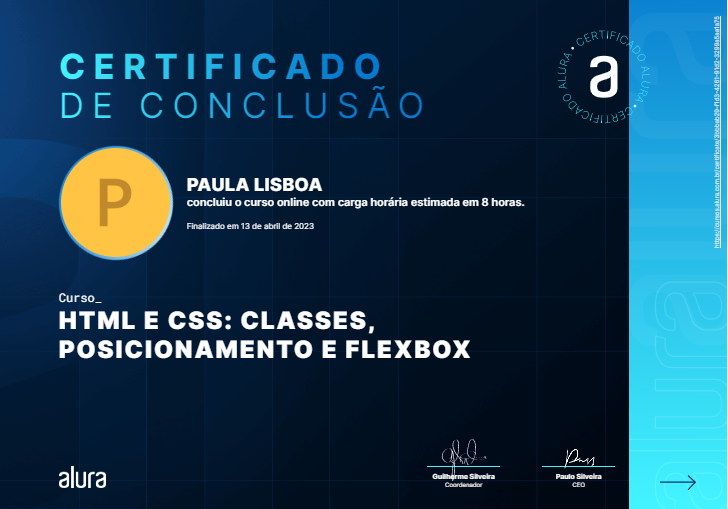 CERTIFICADO
DE CONCLUSÃO
CERTIFICADO ALURA • CERTIFICADO ALURA •
a
P
PAULA LISBOA
concluiu o curso online com carga horária estimada em 8 horas.
Finalizado em 13 de abril de 2023
Curso_
HTML E CSS: CLASSES,
POSICIONAMENTO E FLEXBOX
alura
Guilherme Silveira
Coordenador
Paulo Silveira
CEO
alura